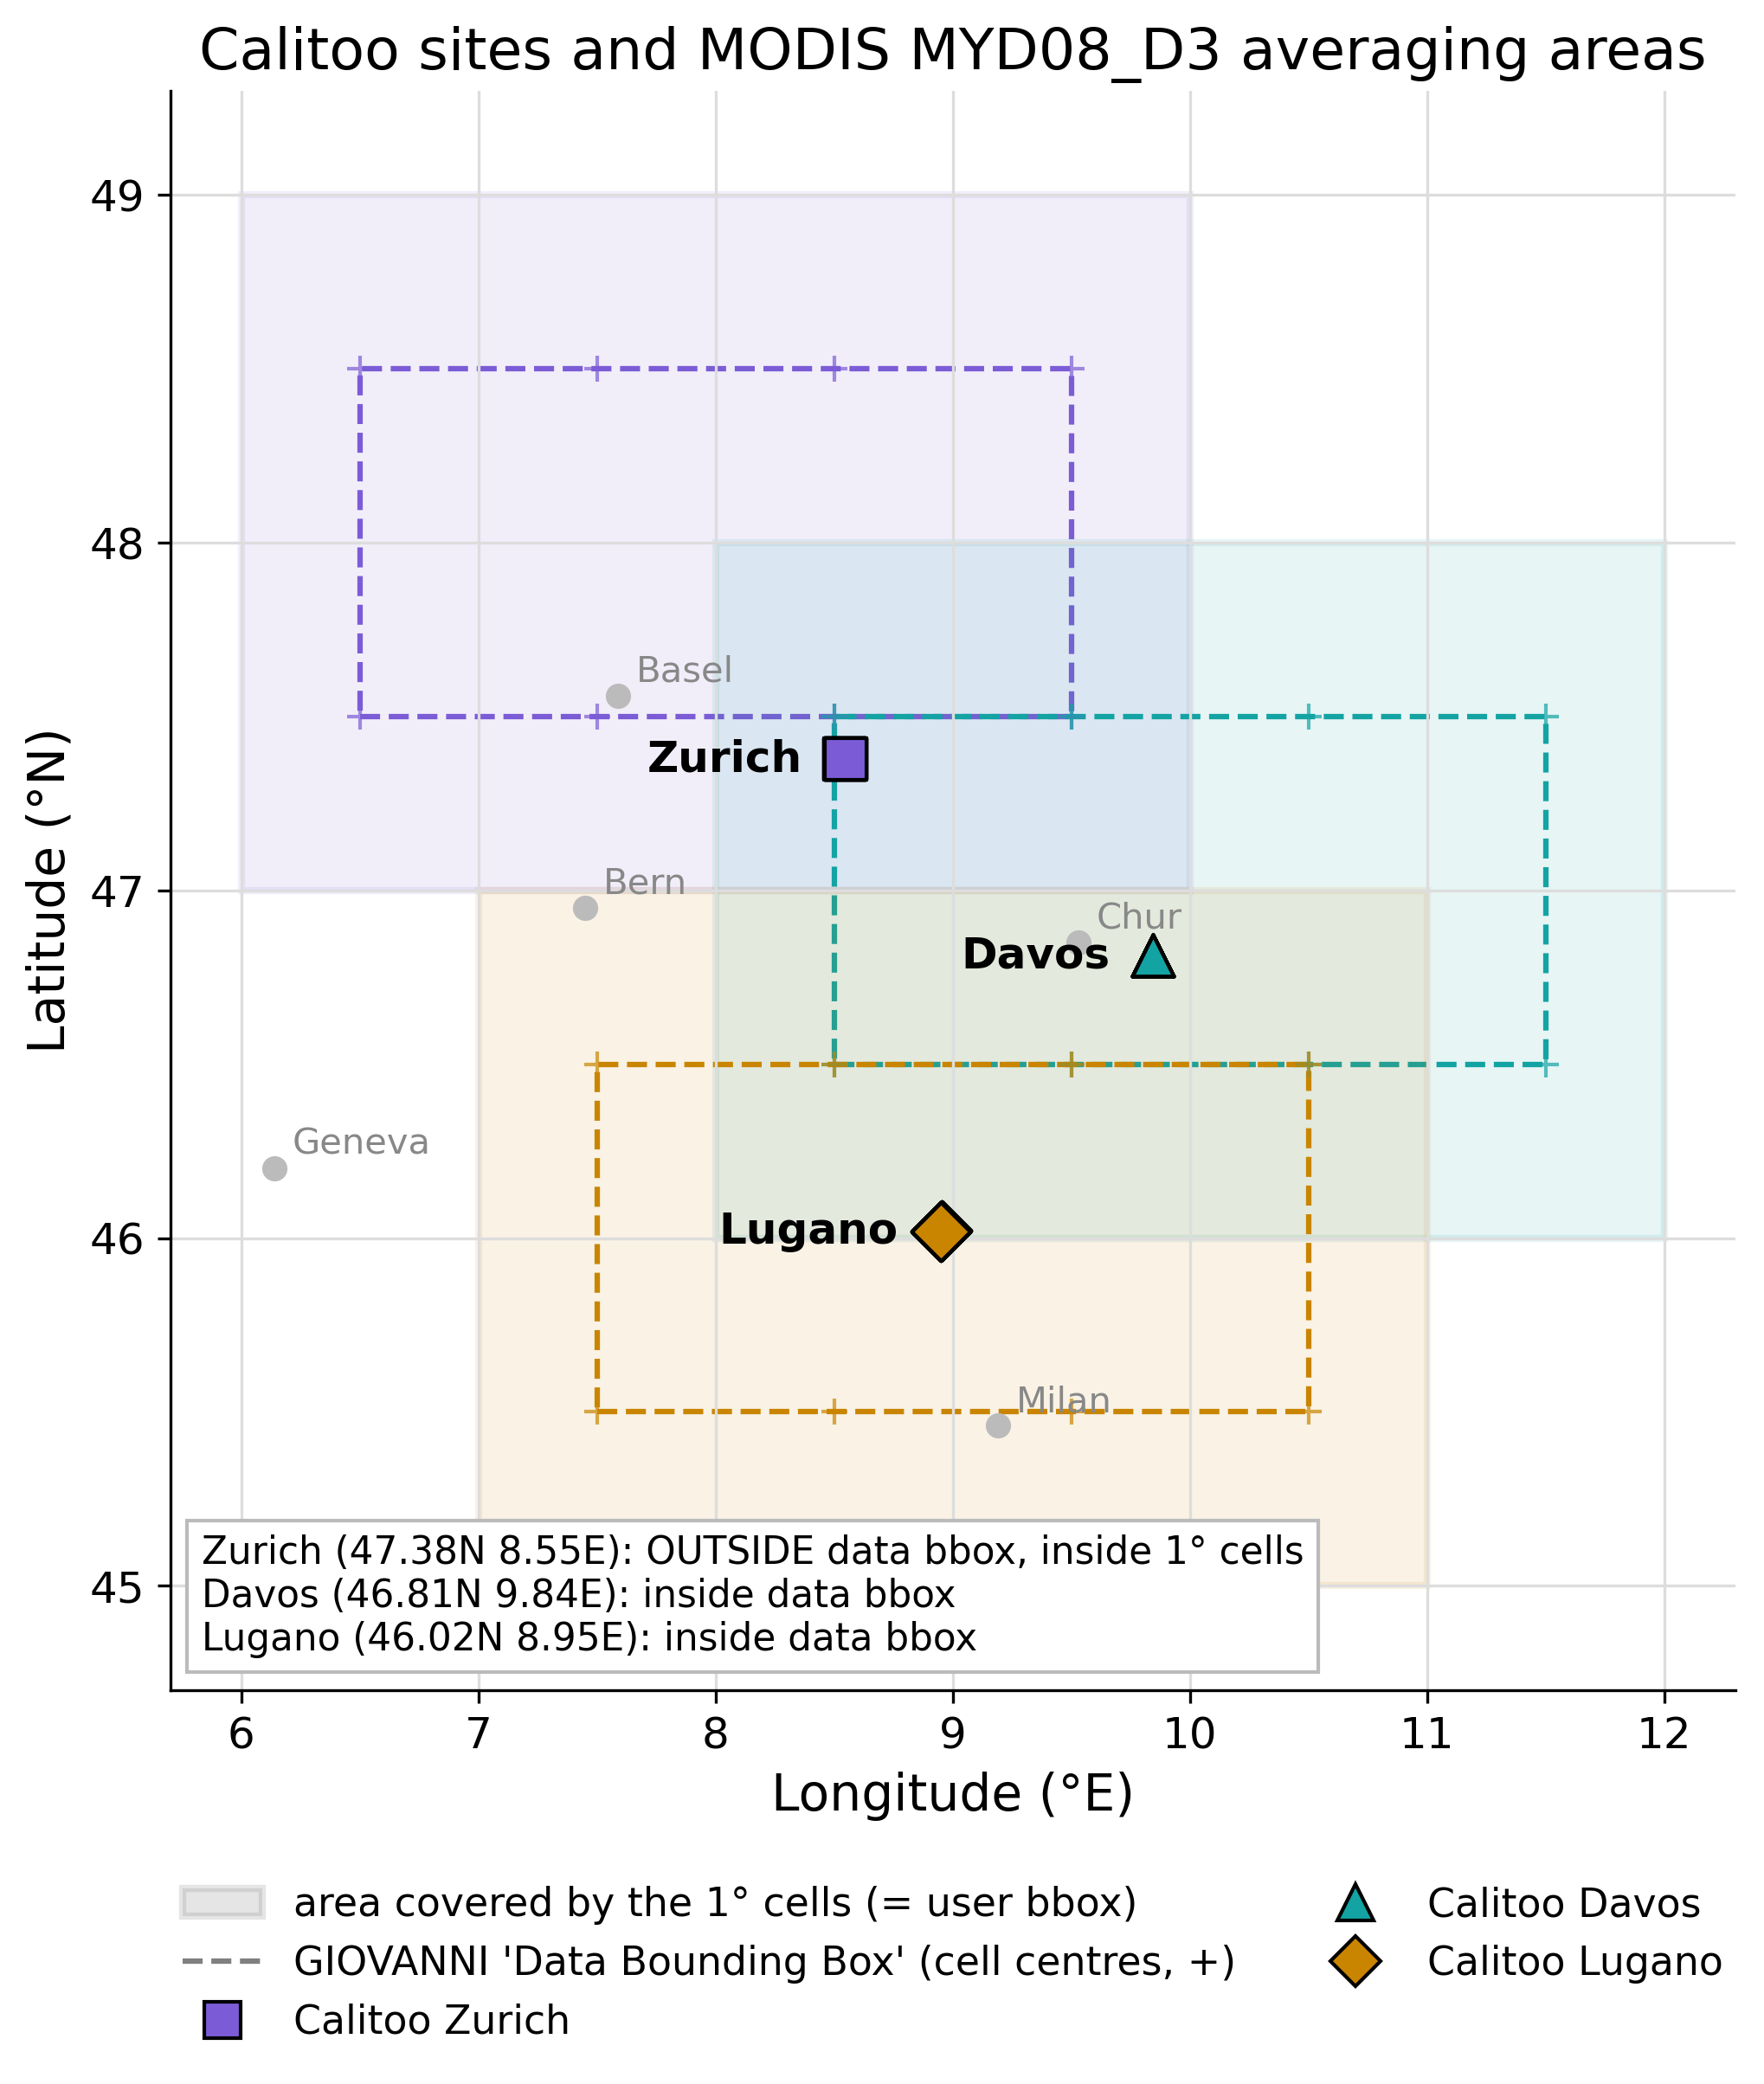 Calitoo sites and MODIS MYD08_D3 averaging areas
Latitude (°N)
49
48
47
46
45
Basel
Zurich
Bern
Chur
Davos
Geneva
Lugano
Milan
Zurich (47.38N 8.55E): OUTSIDE data bbox, inside 1° cells
Davos (46.81N 9.84E): inside data bbox
Lugano (46.02N 8.95E): inside data bbox
6 7 8 9 10 11 12
Longitude (°E)
area covered by the 1° cells (= user bbox)
GIOVANNI 'Data Bounding Box' (cell centres, +)
Calitoo Zurich
Calitoo Davos
Calitoo Lugano